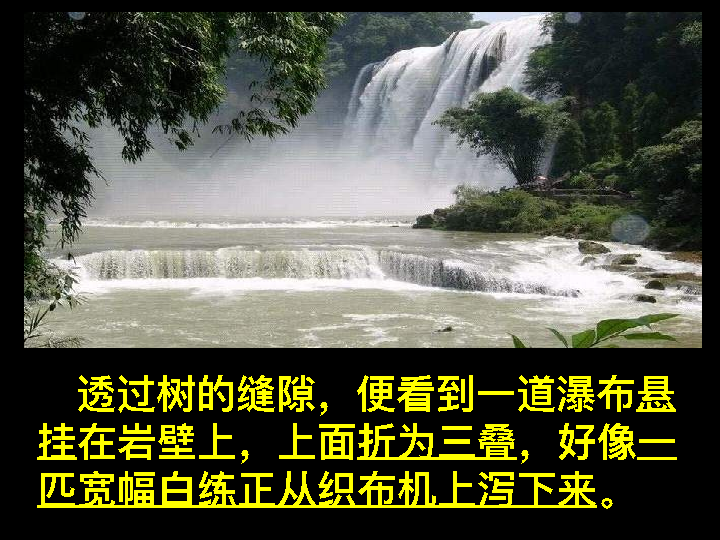 透过树的缝隙，便看到一道瀑布悬
挂在岩壁上，上面折为三叠，好像一
匹宽幅白练正从织布机上泻下来。